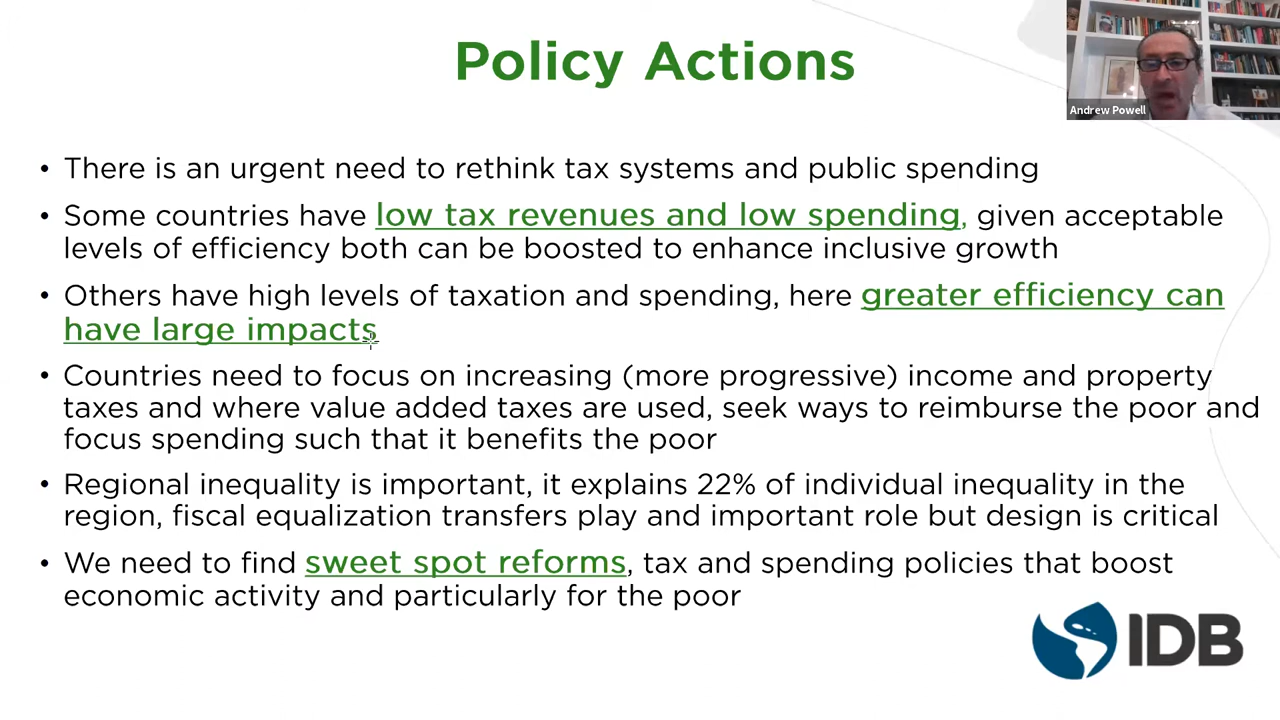 Policy Actions
Andrew Powell
• There is an urgent need to rethink tax systems and public spending
• Some countries have low tax revenues and low spending, given acceptable
levels of efficiency both can be boosted to enhance inclusive growth
• Others have high levels of taxation and spending, here greater efficiency can
have large impacts
• Countries need to focus on increasing (more progressive) income and property
taxes and where value added taxes are used, seek ways to reimburse the poor and
focus spending such that it benefits the poor
• Regional inequality is important, it explains 22% of individual inequality in the
region, fiscal equalization transfers play and important role but design is critical
• We need to find sweet spot reforms, tax and spending policies that boost
economic activity and particularly for the poor
IDB